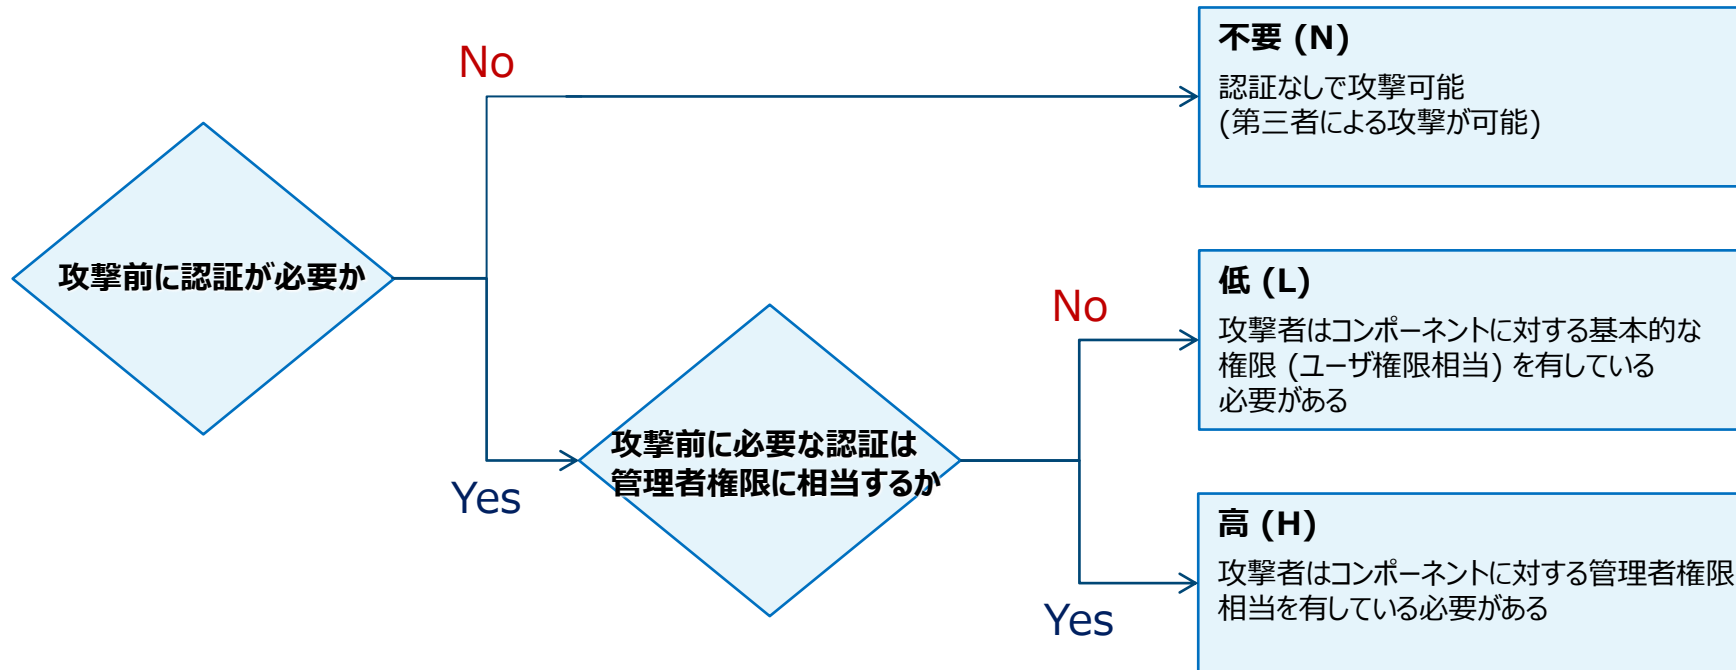 No
不要 (N)
認証なしで攻撃可能
(第三者による攻撃が可能)
攻撃前に認証が必要か
Yes
攻撃前に必要な認証は
管理者権限に相当するか
No
低 (L)
攻撃者はコンポーネントに対する基本的な
権限 (ユーザ権限相当) を有している
必要がある
Yes
高 (H)
攻撃者はコンポーネントに対する管理者権限
相当を有している必要がある